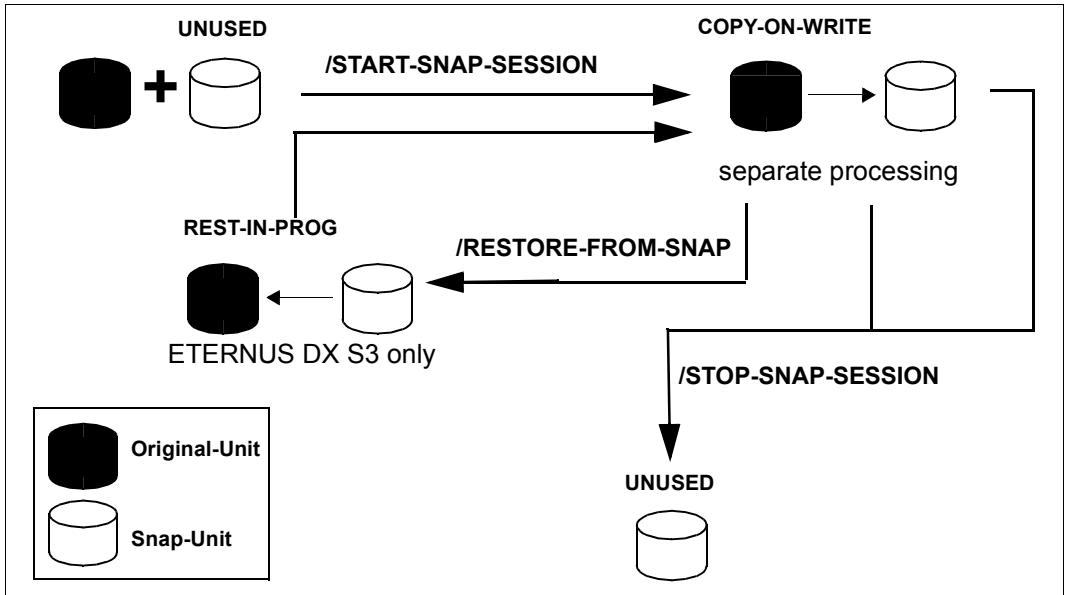 UNUSED
COPY-ON-WRITE
/START-SNAP-SESSION
separate processing
REST-IN-PROG
/RESTORE-FROM-SNAP
ETERNUS DX S3 only
/STOP-SNAP-SESSION
Original-Unit
UNUSED
Snap-Unit